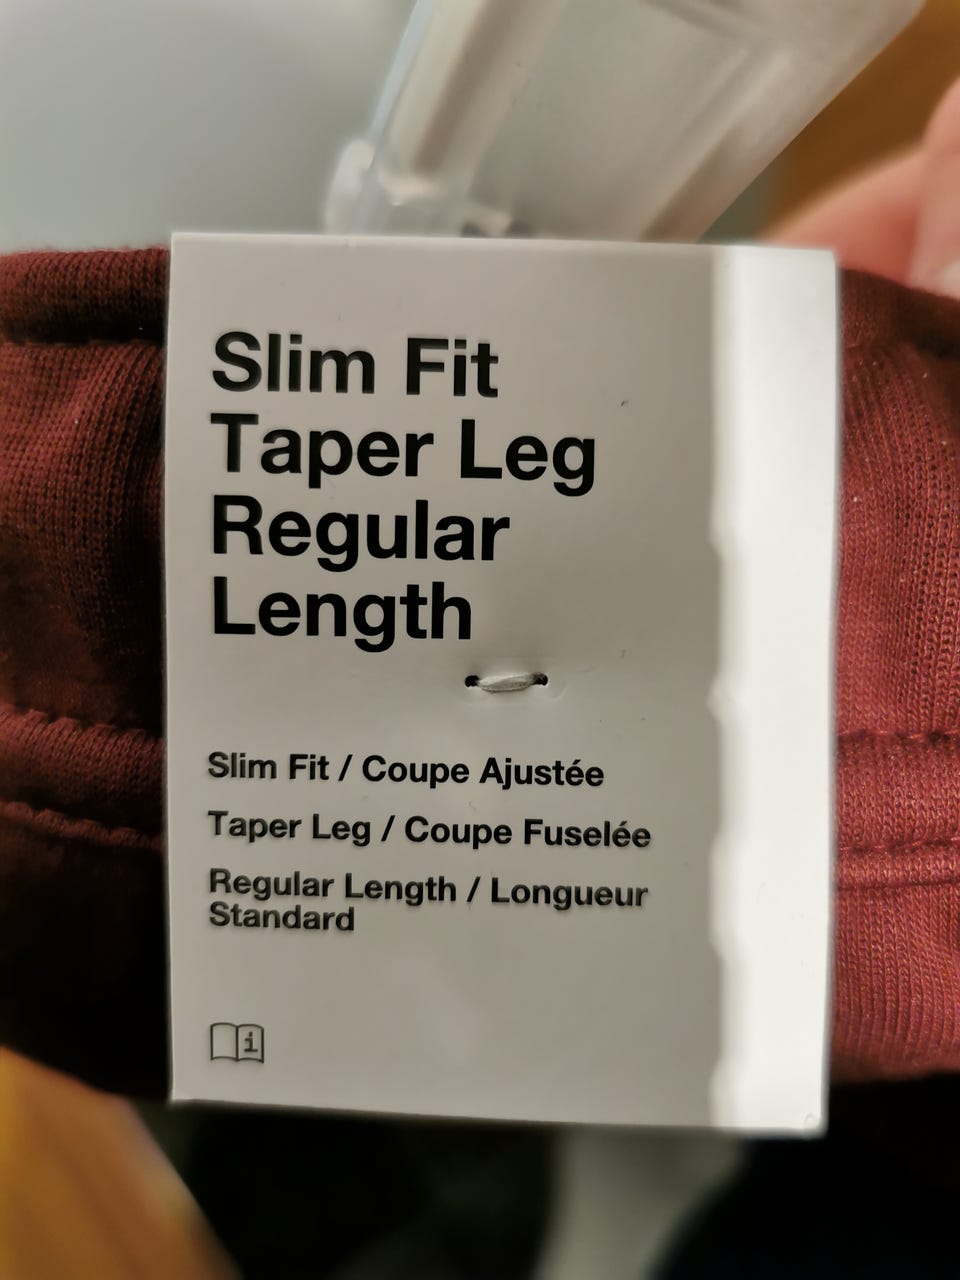 Slim Fit
Taper Leg
Regular
Length
Slim Fit / Coupe Ajustée
Taper Leg / Coupe Fuselée
Regular Length / Longueur
Standard
i